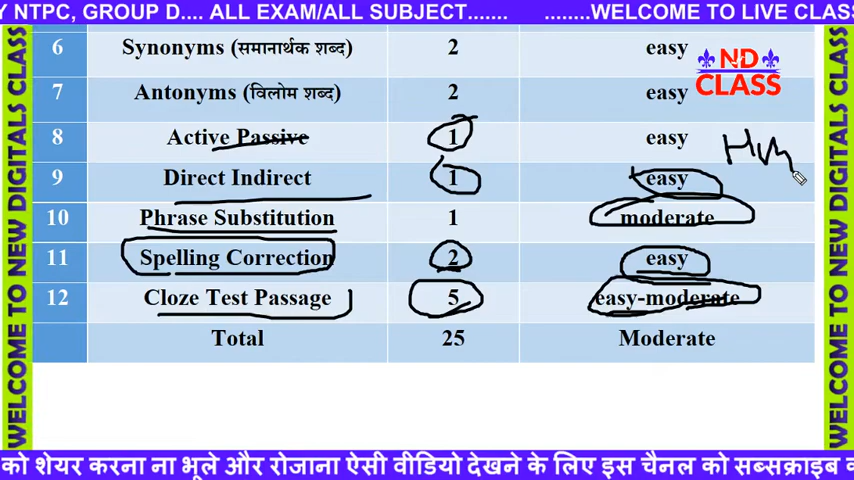 Y NTPC, GROUP D.... ALL EXAM/ALL SUBJECT....... ........WELCOME TO LIVE CLASS
WELCOME TO NEW DIGITALS CLASS
6 Synonyms (समानार्थक शब्द) 2 easy
ND
CLASS
7 Antonyms (विलोम शब्द) 2 easy
8 Active Passive 1 easy
9 Direct Indirect 1 easy
10 Phrase Substitution 1 moderate
11 Spelling Correction 2 easy
12 Cloze Test Passage 5 easy-moderate
Total 25 Moderate
WELCOME TO NEW DIGITALS CLASS
को शेयर करना ना भूले और रोजाना ऐसी वीडियो देखने के लिए इस चैनल को सब्सक्राइब